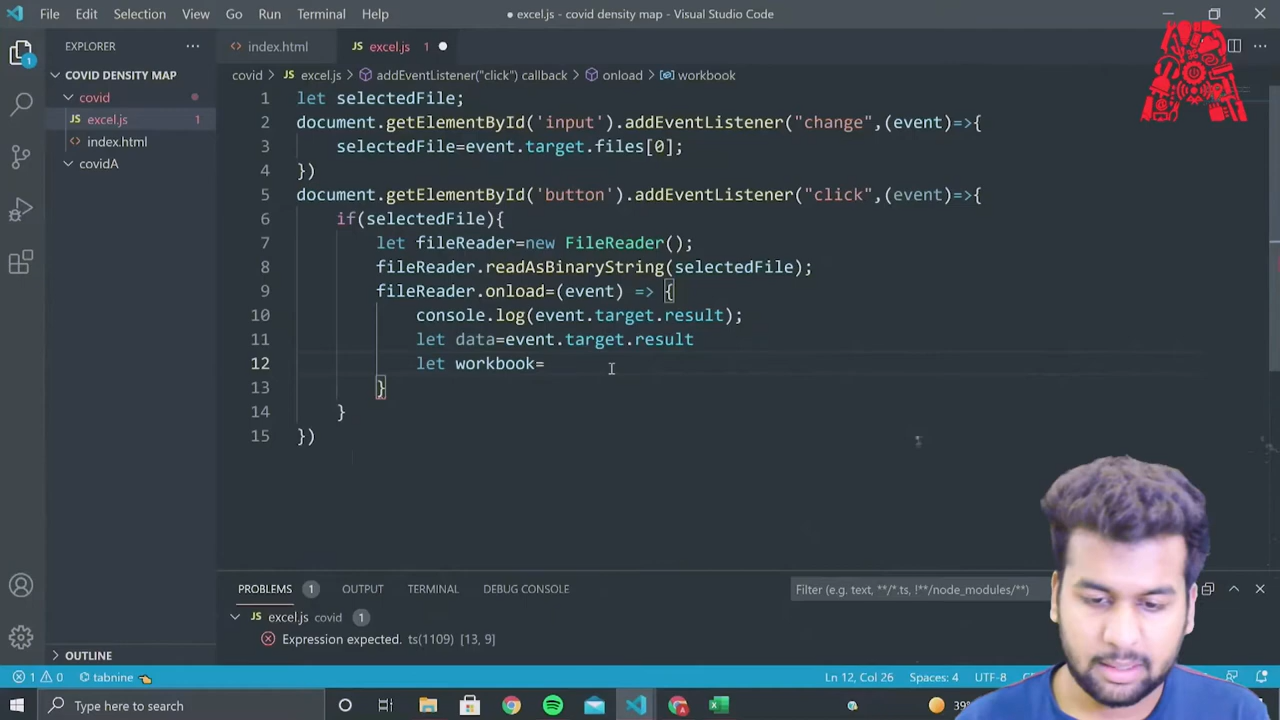 File Edit Selection View Go Run Terminal Help
excel.js - covid density map - Visual Studio Code
EXPLORER
index.html
JS excel.js 1
COVID DENSITY MAP
covid > JS excel.js > addEventListener("click") callback > onload > workbook
covid
JS excel.js 1
index.html
covidA
1 let selectedFile;
2 document.getElementById('input').addEventListener("change",(event)=>{
3 selectedFile=event.target.files[0];
4 })
5 document.getElementById('button').addEventListener("click",(event)=>{
6 if(selectedFile){
7 let fileReader=new FileReader();
8 fileReader.readAsBinaryString(selectedFile);
9 fileReader.onload=(event) => {
10 console.log(event.target.result);
11 let data=event.target.result
12 let workbook=
13 }
14 }
15 })
PROBLEMS 1 OUTPUT TERMINAL DEBUG CONSOLE
Filter (e.g. text, **/*.ts, !**/node_modules/**)
JS excel.js covid 1
Expression expected. ts(1109) [13, 9]
OUTLINE
1 0 tabnine
Ln 12, Col 26 Spaces: 4 UTF-8
Type here to search